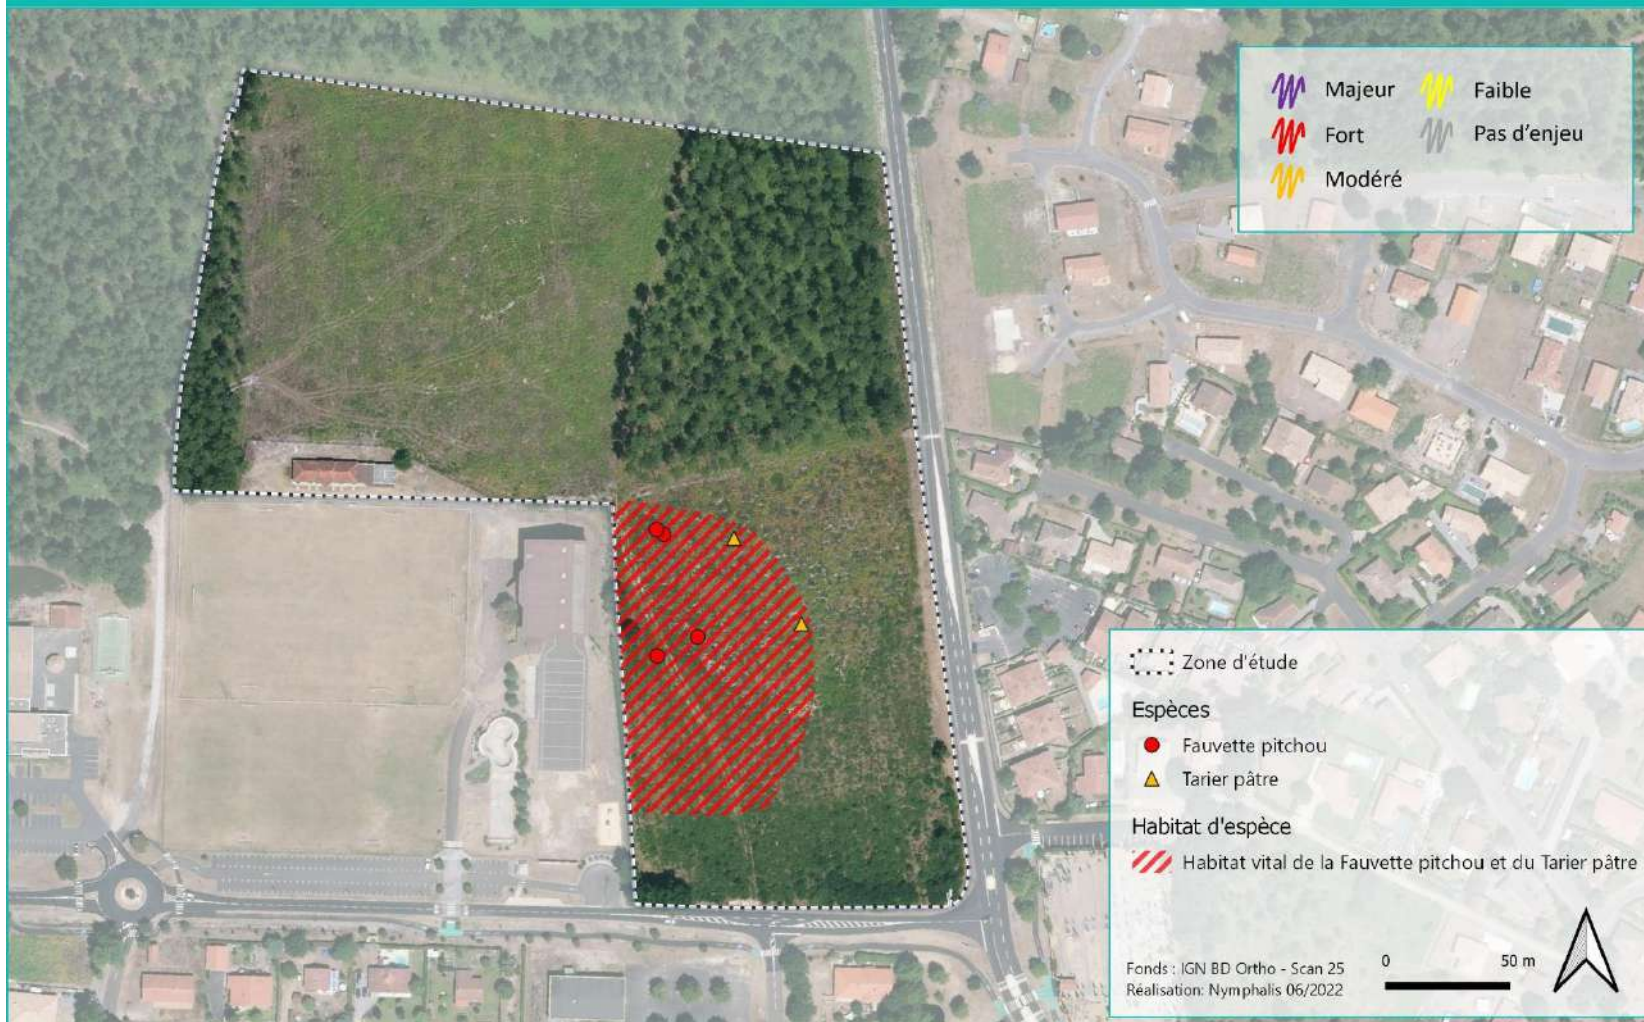 Majeur
Faible
Fort
Pas d'enjeu
Modéré
Zone d'étude
Espèces
Fauvette pitchou
Tarier pâtre
Habitat d'espèce
Habitat vital de la Fauvette pitchou et du Tarier pâtre
Fonds : IGN BD Ortho - Scan 25
Réalisation: Nymphalis 06/2022
0 50 m